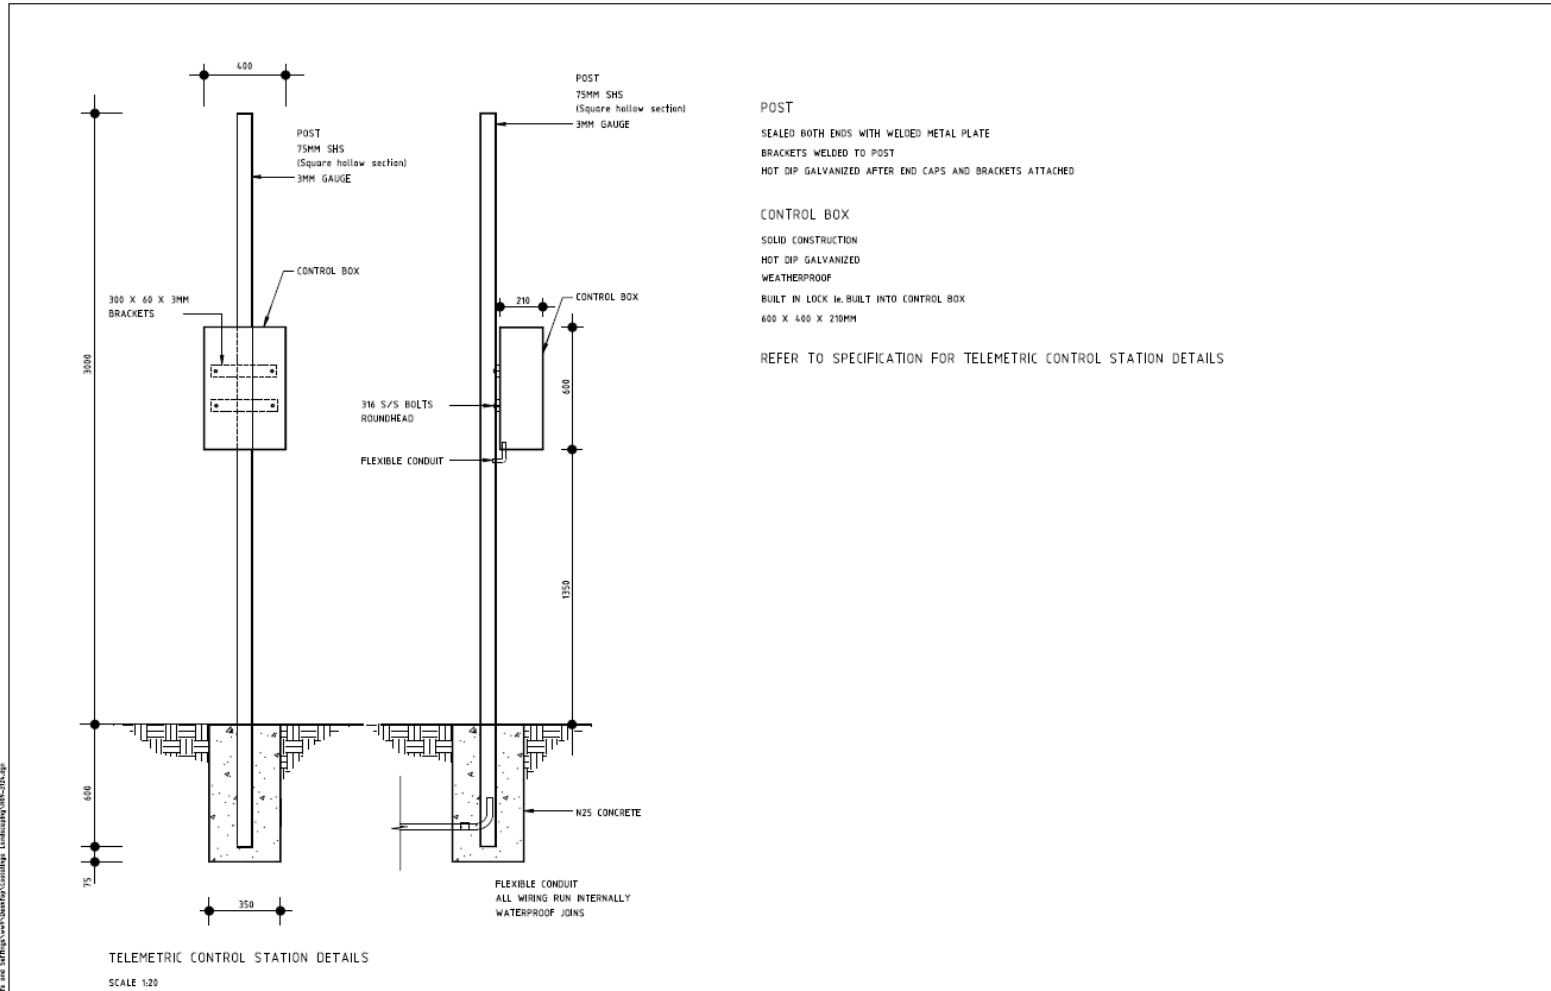 400
POST
75MM SHS
(Square hollow section)
3MM GAUGE
POST
75MM SHS
(Square hollow section)
3MM GAUGE
CONTROL BOX
300 X 60 X 3MM
BRACKETS
3000
210
CONTROL BOX
600
316 S/S BOLTS
ROUNDHEAD
FLEXIBLE CONDUIT
1350
600
75
350
N25 CONCRETE
FLEXIBLE CONDUIT
ALL WIRING RUN INTERNALLY
WATERPROOF JOINS
TELEMETRIC CONTROL STATION DETAILS
SCALE 1:20
POST
SEALED BOTH ENDS WITH WELDED METAL PLATE
BRACKETS WELDED TO POST
HOT DIP GALVANIZED AFTER END CAPS AND BRACKETS ATTACHED
CONTROL BOX
SOLID CONSTRUCTION
HOT DIP GALVANIZED
WEATHERPROOF
BUILT IN LOCK ie. BUILT INTO CONTROL BOX
600 X 400 X 210MM
REFER TO SPECIFICATION FOR TELEMETRIC CONTROL STATION DETAILS